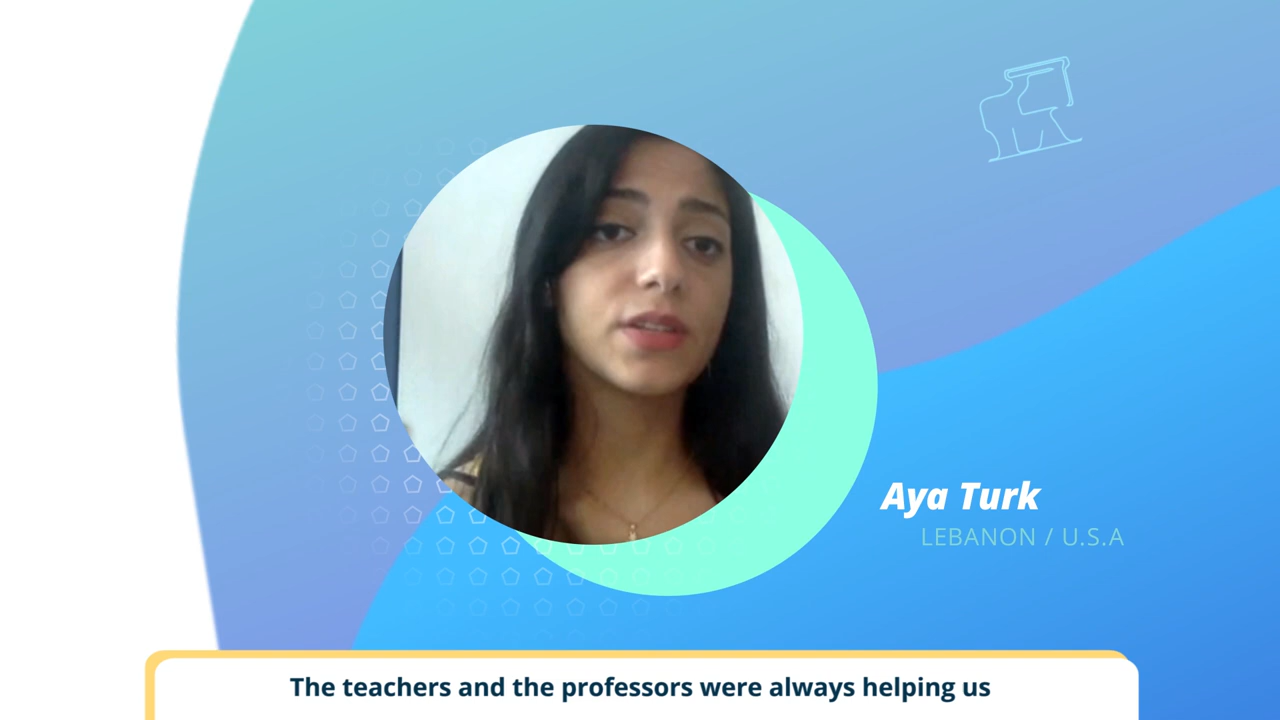 Aya Turk
LEBANON / U.S.A
The teachers and the professors were always helping us